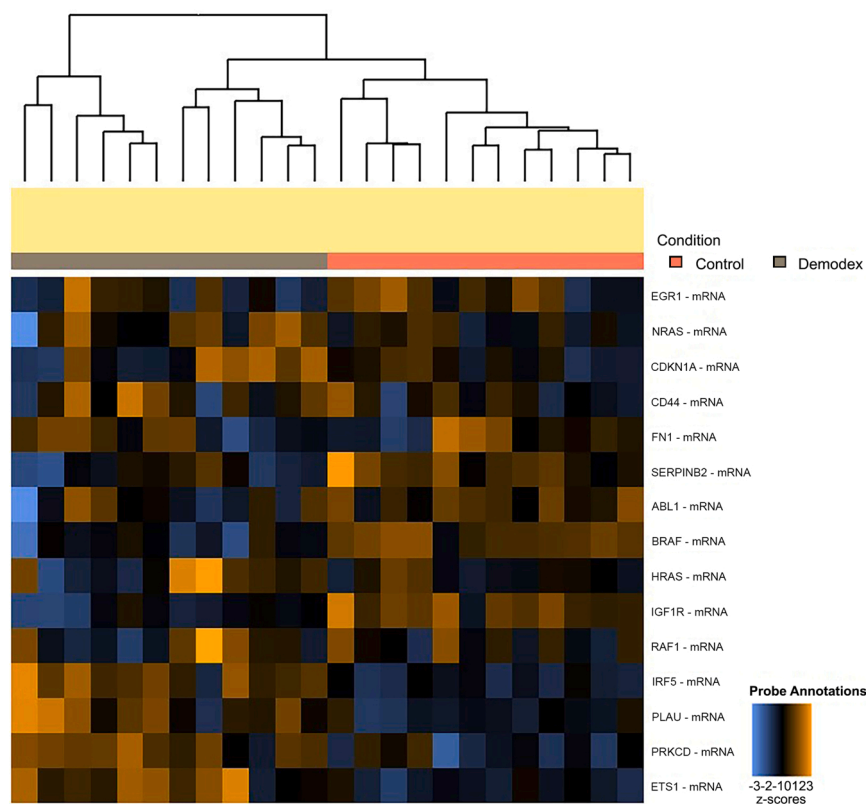 Condition
Control Demodex
EGR1 - mRNA
NRAS - mRNA
CDKN1A - mRNA
CD44 - mRNA
FN1 - mRNA
SERPINB2 - mRNA
ABL1 - mRNA
BRAF - mRNA
HRAS - mRNA
IGF1R - mRNA
RAF1 - mRNA
IRF5 - mRNA
PLAU - mRNA
PRKCD - mRNA
ETS1 - mRNA
Probe Annotations
-3-2-10123
z-scores